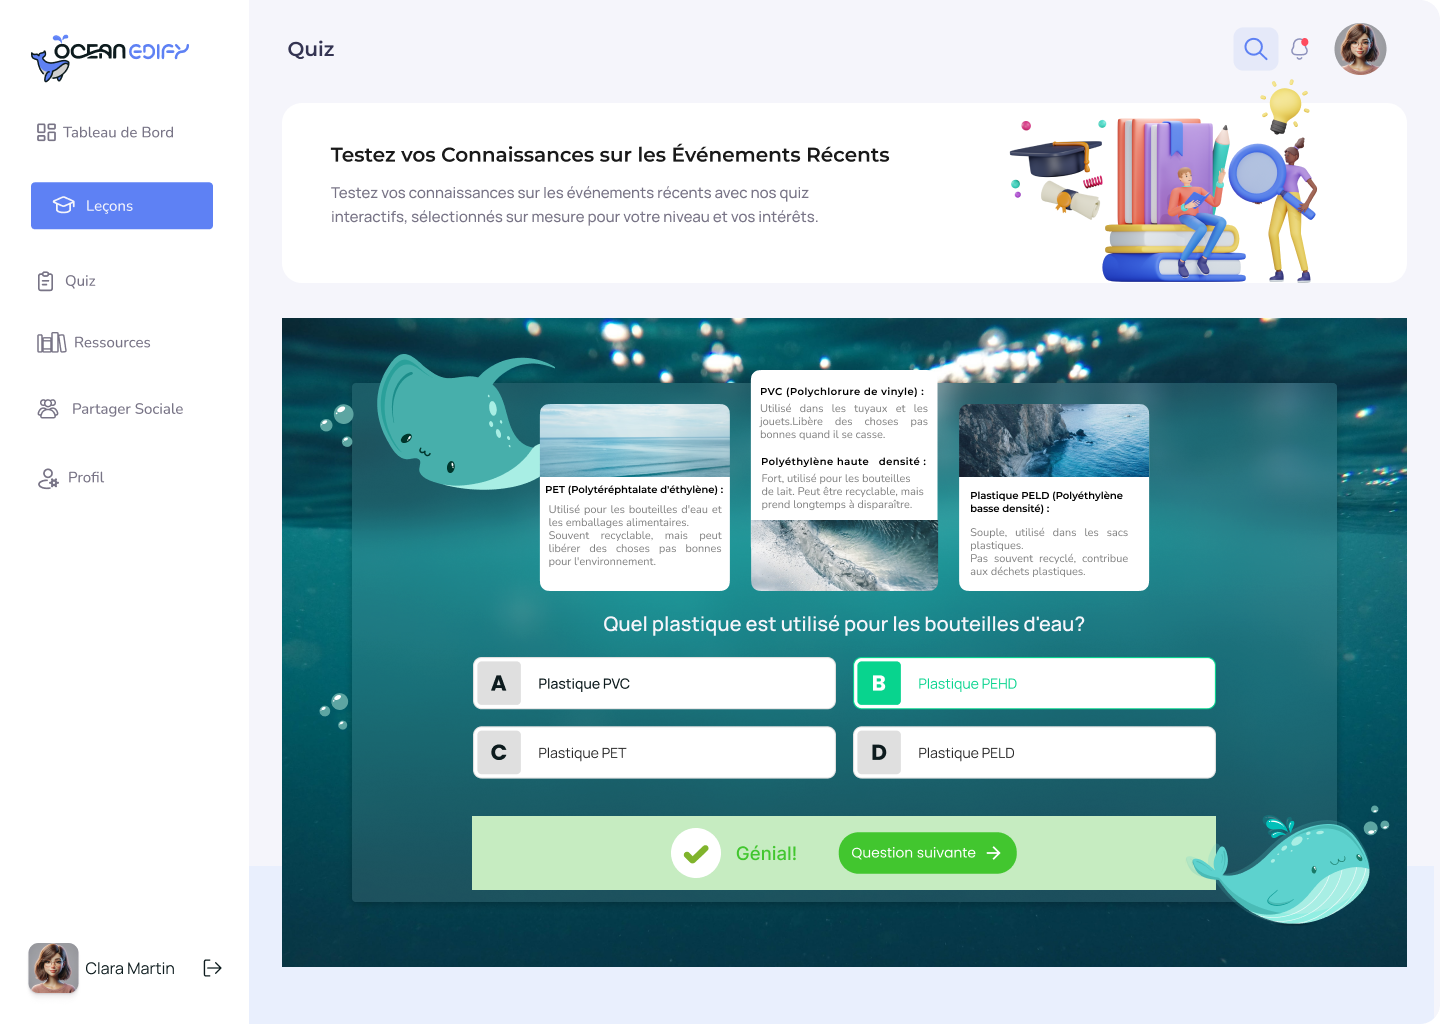 OCEAN EDIFY
Quiz
Tableau de Bord
Leçons
Quiz
Ressources
Partager Sociale
Profil
Clara Martin
Testez vos Connaissances sur les Événements Récents
Testez vos connaissances sur les événements récents avec nos quiz
interactifs, sélectionnés sur mesure pour votre niveau et vos intérêts.
PET (Polytéréphtalate d'éthylène) :
Utilisé pour les bouteilles d'eau et
les emballages alimentaires.
Souvent recyclable, mais peut
libérer des choses pas bonnes
pour l'environnement.
PVC (Polychlorure de vinyle) :
Utilisé dans les tuyaux et les
jouets.Libère des choses pas
bonnes quand il se casse.
Polyéthylène haute densité :
Fort, utilisé pour les bouteilles
de lait. Peut être recyclable, mais
prend longtemps à disparaître.
Plastique PELD (Polyéthylène
basse densité) :
Souple, utilisé dans les sacs
plastiques.
Pas souvent recyclé, contribue
aux déchets plastiques.
Quel plastique est utilisé pour les bouteilles d'eau?
A Plastique PVC
B Plastique PEHD
C Plastique PET
D Plastique PELD
Génial!
Question suivante